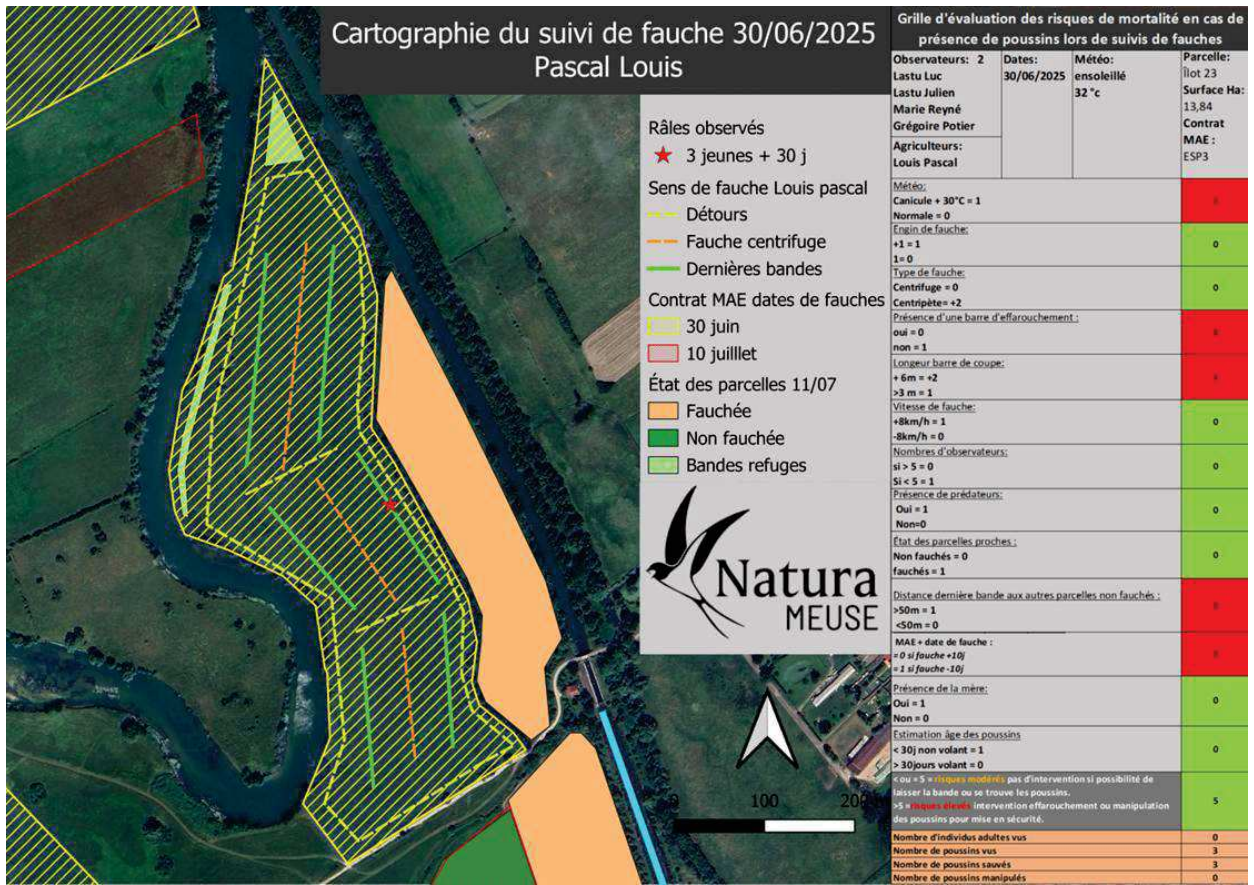 Cartographie du suivi de fauche 30/06/2025
Pascal Louis
Râles observés
3 jeunes + 30 j
Sens de fauche Louis pascal
Détours
Fauche centrifuge
Dernières bandes
Contrat MAE dates de fauches
30 juin
10 juilllet
État des parcelles 11/07
Fauchée
Non fauchée
Bandes refuges
Natura
MEUSE
0 100 200
Grille d'évaluation des risques de mortalité en cas de
présence de poussins lors de suivis de fauches
Observateurs: 2
Lastu Luc
Lastu Julien
Marie Reyné
Grégoire Potier
Agriculteurs:
Louis Pascal
Dates:
30/06/2025
Météo:
ensoleillé
32 °c
Parcelle:
Îlot 23
Surface Ha:
13,84
Contrat
MAE :
ESP3
Météo:
Canicule + 30°C = 1
Normale = 0
Engin de fauche:
+1 = 1
1= 0
0
Type de fauche:
Centrifuge = 0
Centripète= +2
0
Présence d'une barre d'effarouchement :
oui = 0
non = 1
Longeur barre de coupe:
+ 6m = +2
>3 m = 1
Vitesse de fauche:
+8km/h = 1
-8km/h = 0
0
Nombres d'observateurs:
si > 5 = 0
Si < 5 = 1
0
Présence de prédateurs:
Oui = 1
Non=0
0
État des parcelles proches :
Non fauchés = 0
fauchés = 1
0
Distance dernière bande aux autres parcelles non fauchés :
>50m = 1
<50m = 0
MAE + date de fauche :
= 0 si fauche +10j
= 1 si fauche -10j
Présence de la mère:
Oui = 1
Non = 0
0
Estimation âge des poussins
< 30j non volant = 1
> 30jours volant = 0
0
< ou = 5 = risques modérés pas d'intervention si possibilité de
laisser la bande ou se trouve les poussins.
>5 =risques élevés intervention effarouchement ou manipulation
des poussins pour mise en sécurité.
5
Nombre d'individus adultes vus 0
Nombre de poussins vus 3
Nombre de poussins sauvés 3
Nombre de poussins manipulés 0